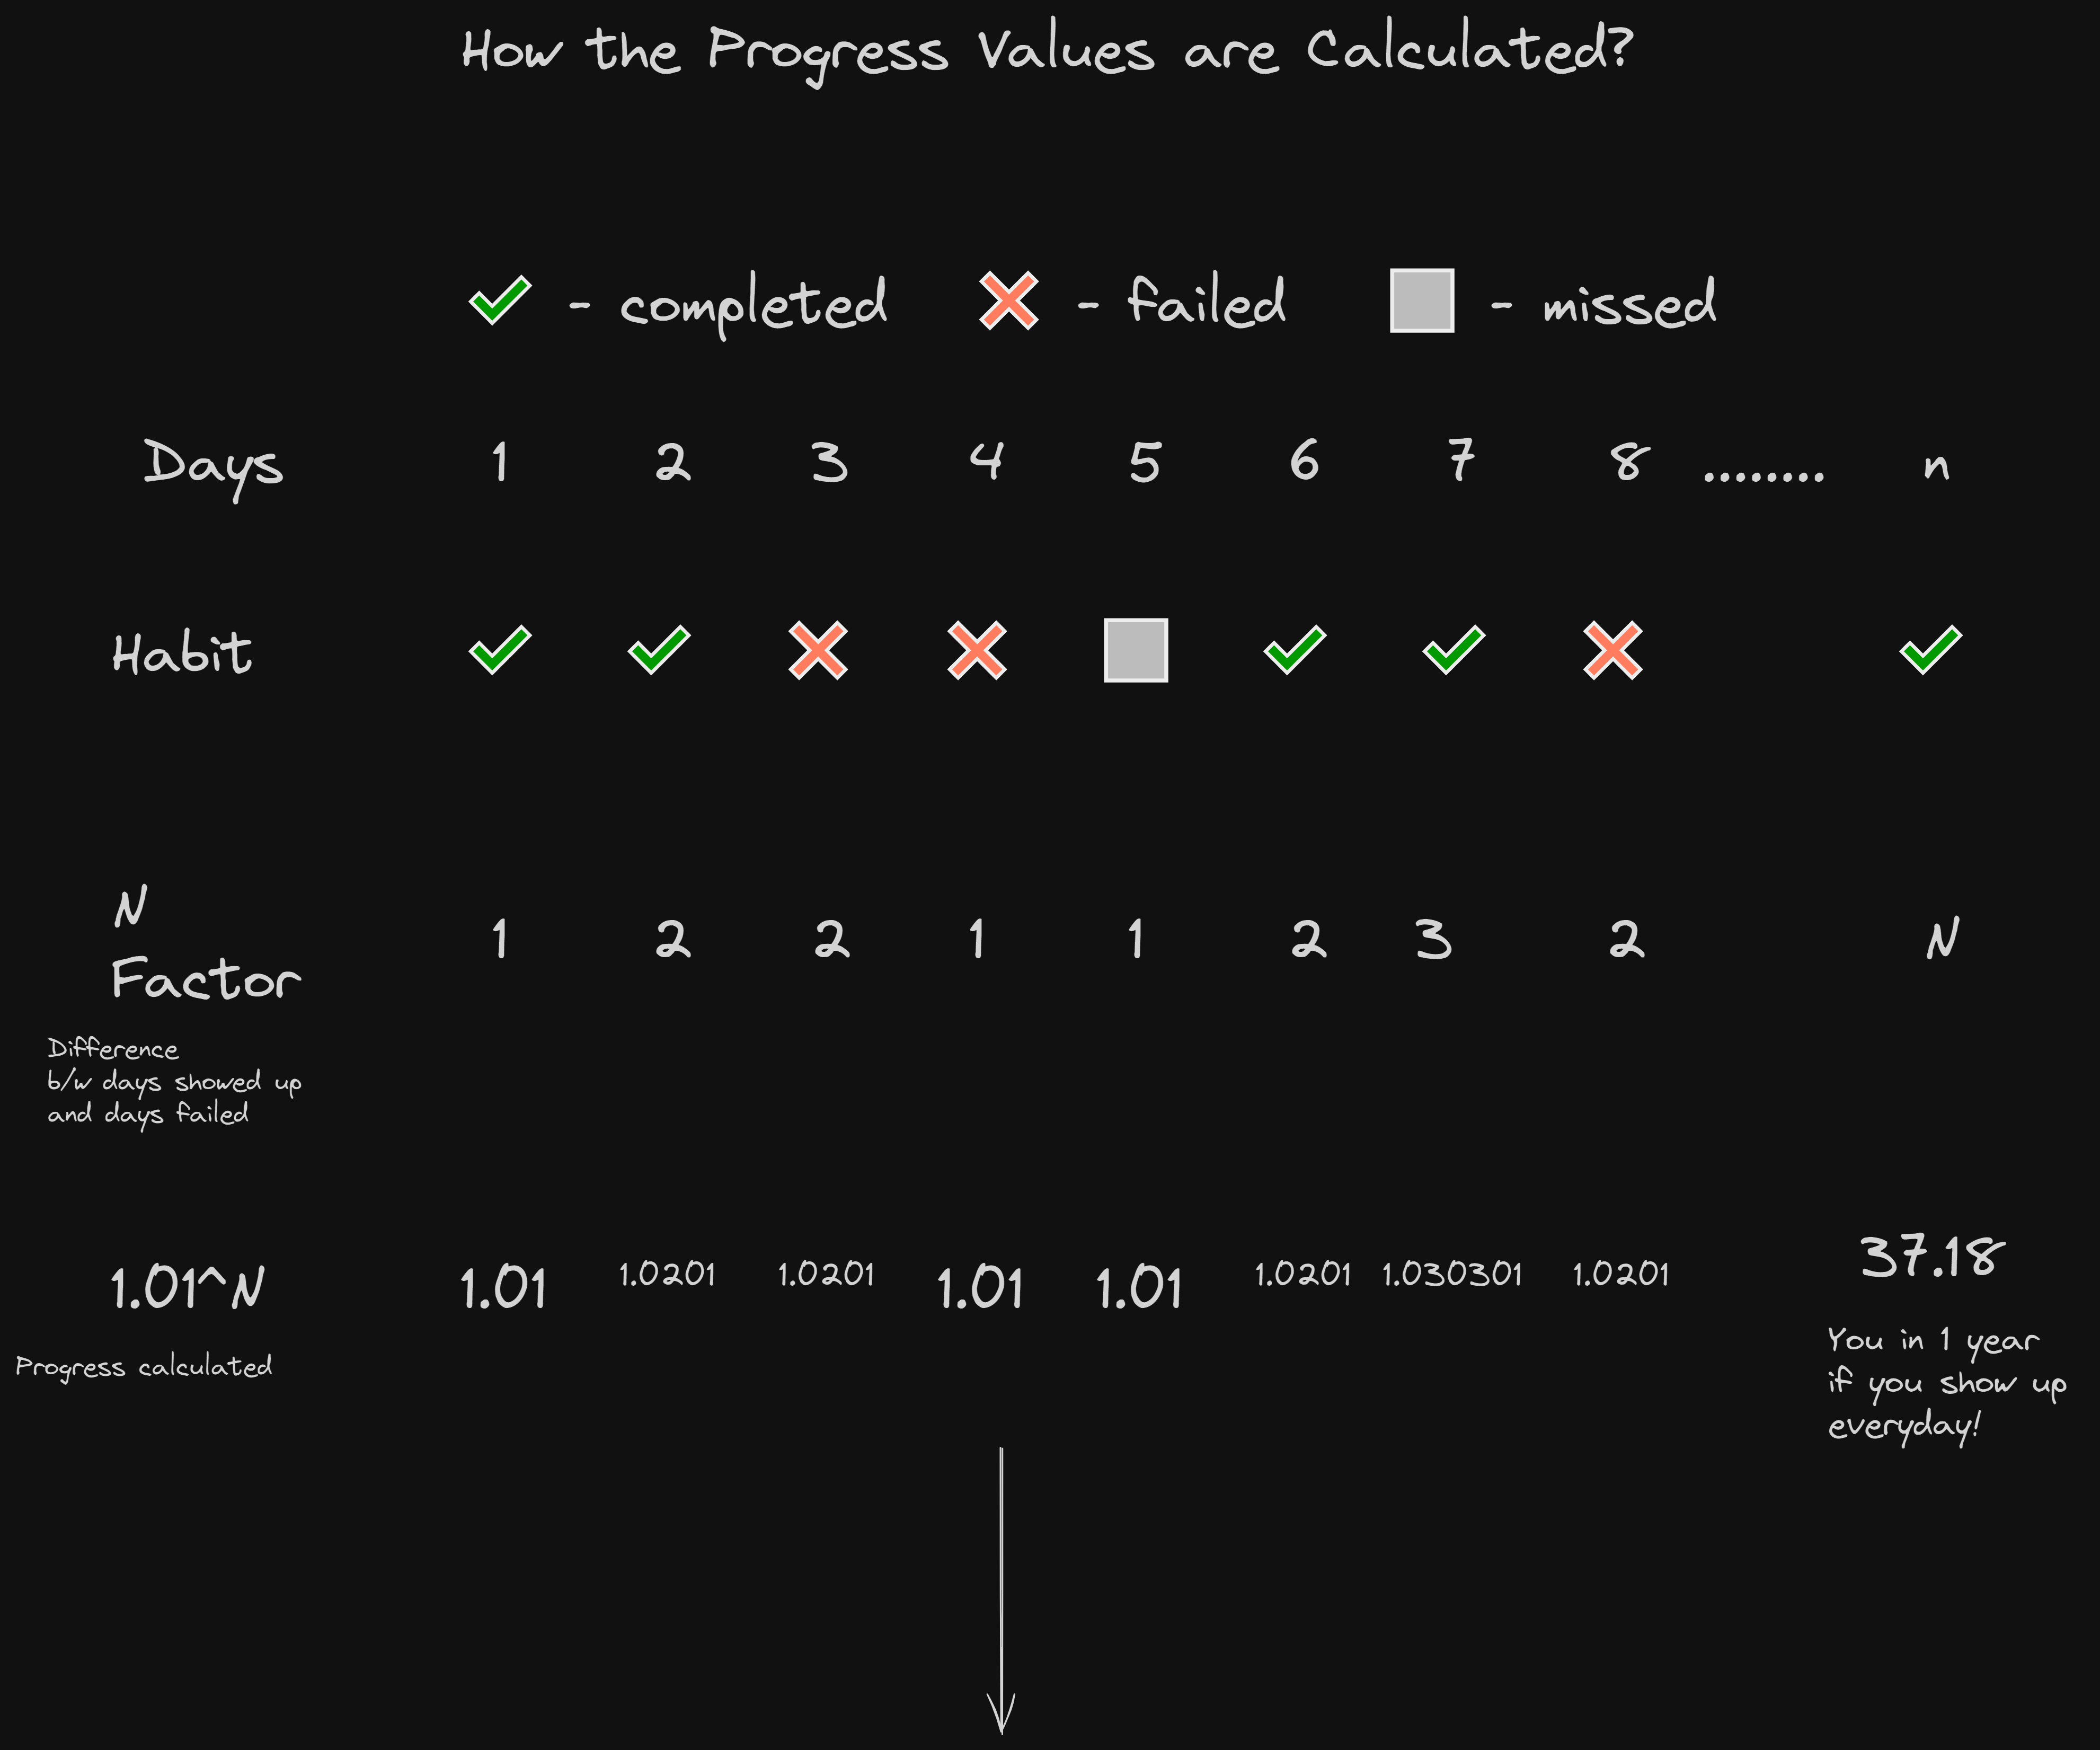 How the Progress Values are Calculated?
- completed - failed - missed
Days 1 2 3 4 5 6 7 8 ........ n
Habit
N
Factor 1 2 2 1 1 2 3 2 N
Difference
b/w days showed up
and days failed
1.01^N 1.01 1.0201 1.0201 1.01 1.01 1.0201 1.030301 1.0201 37.18
Progress calculated
You in 1 year
if you show up
everyday!